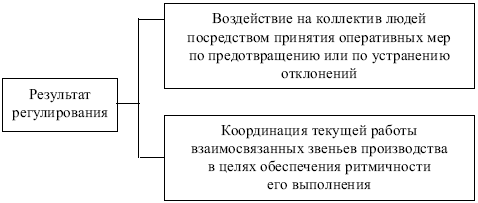 Воздействие на коллектив людей
посредством принятия оперативных мер
по предотвращению или по устранению
отклонений
Результат
регулирования
Координация текущей работы
взаимосвязанных звеньев производства
в целях обеспечения ритмичности
его выполнения